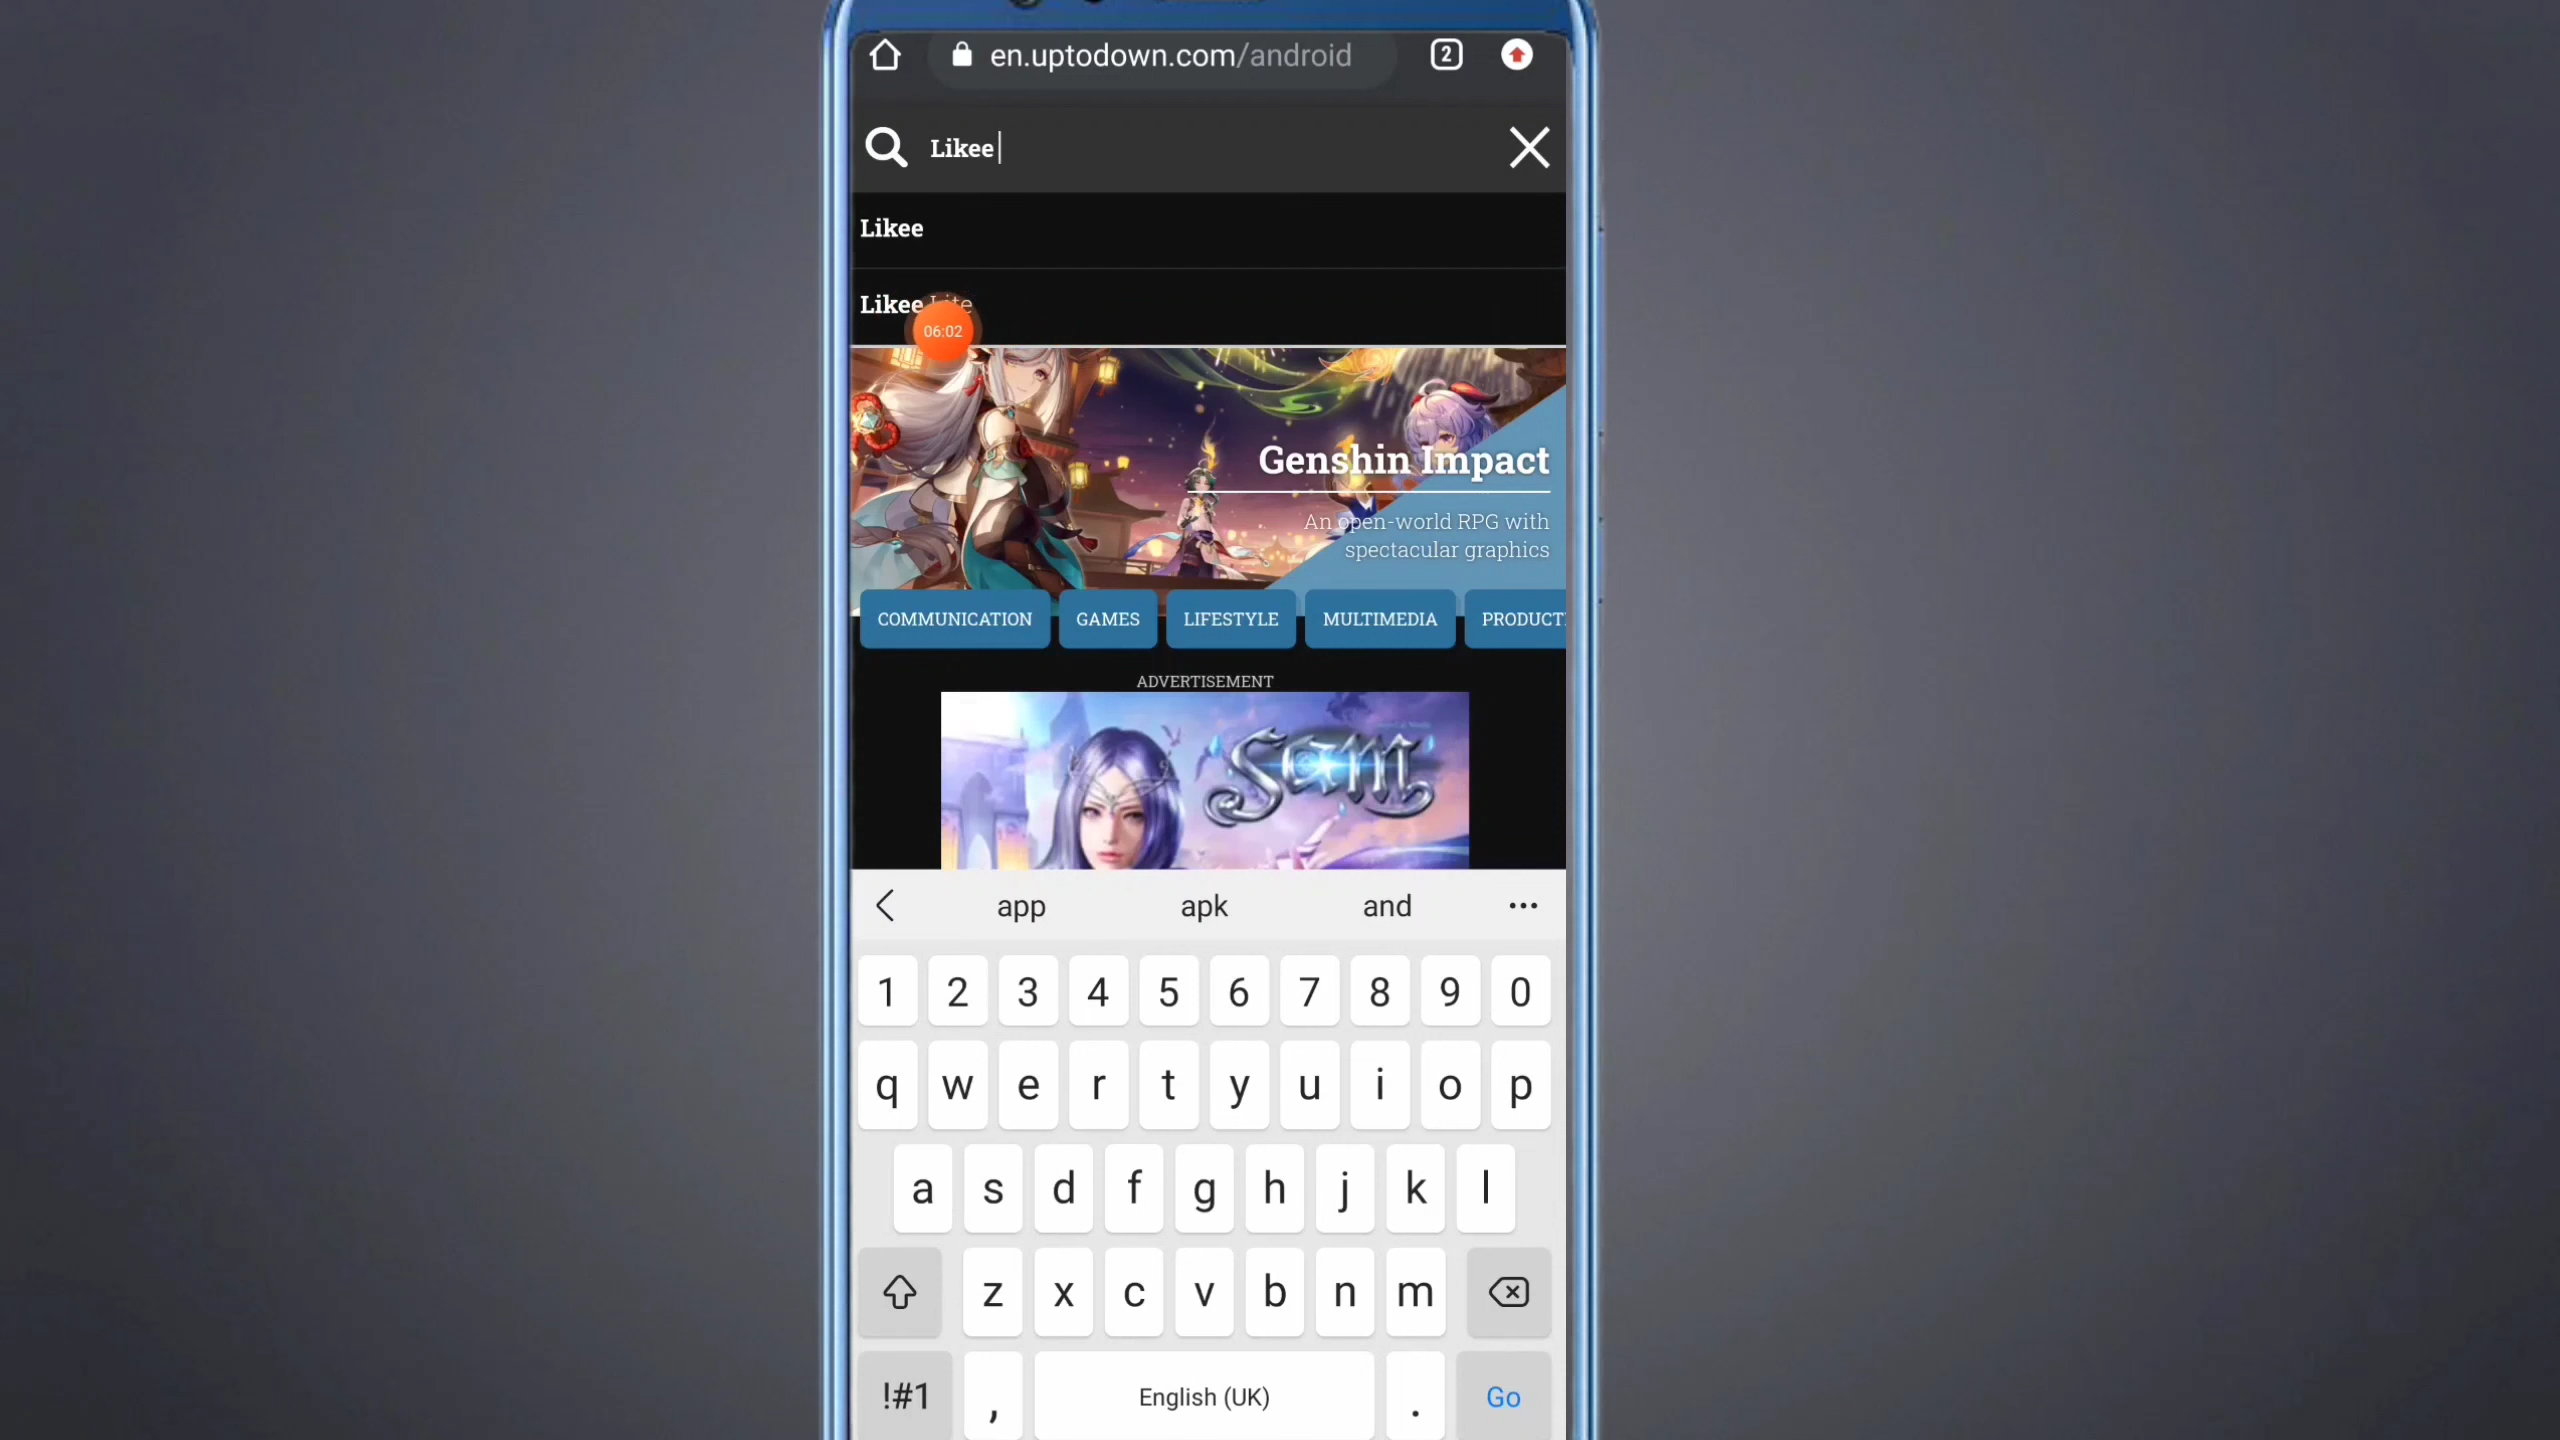 en.uptodown.com/android
2
Likee
Likee
Likee Lite
06:02
Genshin Impact
An open-world RPG with
spectacular graphics
COMMUNICATION GAMES LIFESTYLE MULTIMEDIA PRODUCTI
ADVERTISEMENT
app apk and ...
1 2 3 4 5 6 7 8 9 0
q w e r t y u i o p
a s d f g h j k l
z x c v b n m
!#1 , English (UK) . Go